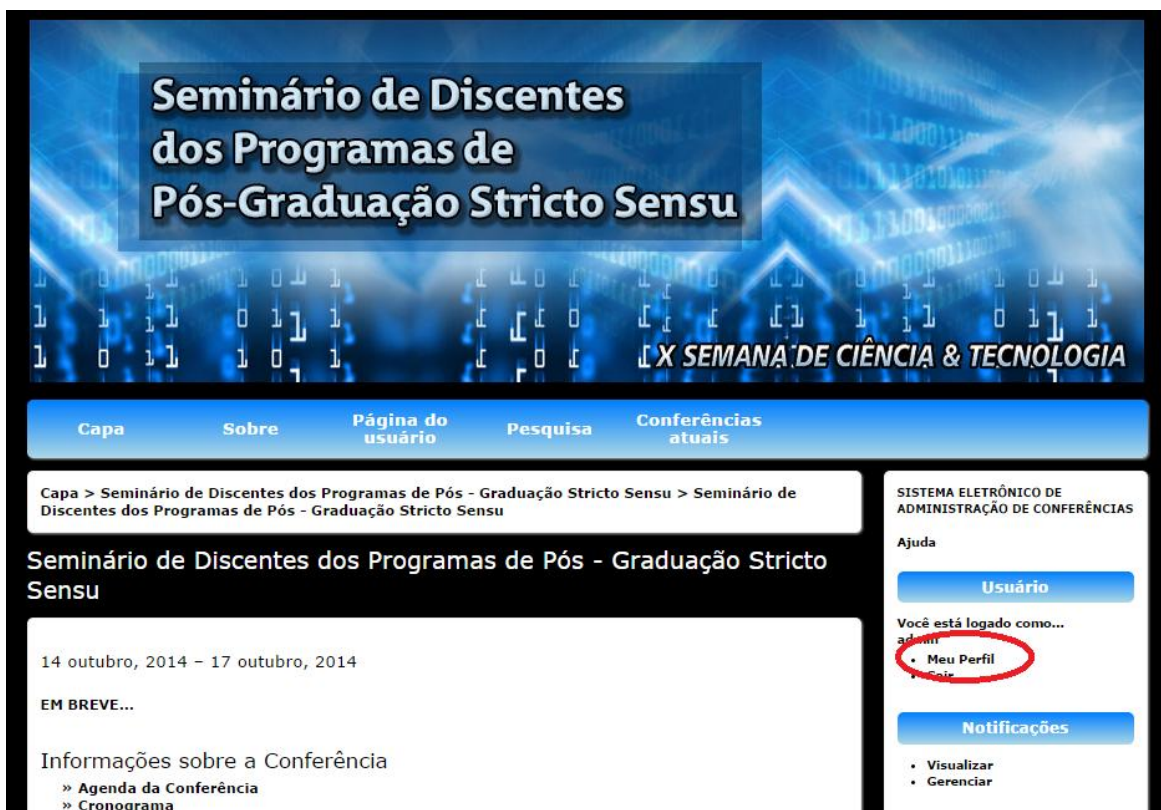 Seminário de Discentes
dos Programas de
Pós-Graduação Stricto Sensu
X SEMANA DE CIÊNCIA & TECNOLOGIA
Capa
Sobre
Página do
usuário
Pesquisa
Conferências
atuais
Capa > Seminário de Discentes dos Programas de Pós - Graduação Stricto Sensu > Seminário de
Discentes dos Programas de Pós - Graduação Stricto Sensu
Seminário de Discentes dos Programas de Pós - Graduação Stricto
Sensu
14 outubro, 2014 – 17 outubro, 2014
EM BREVE...
Informações sobre a Conferência
» Agenda da Conferência
» Cronograma
SISTEMA ELETRÔNICO DE
ADMINISTRAÇÃO DE CONFERÊNCIAS
Ajuda
Usuário
Você está logado como...
admin
• Meu Perfil
• Sair
Notificações
• Visualizar
• Gerenciar